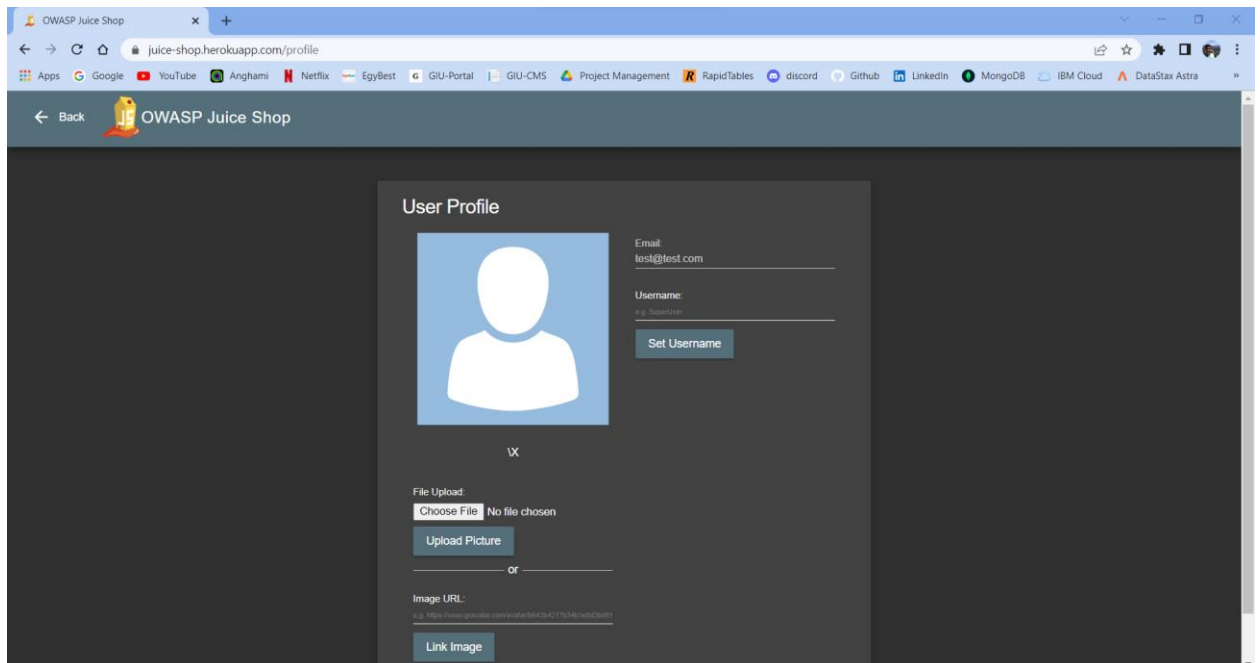 OWASP Juice Shop
juice-shop.herokuapp.com/profile
Apps Google YouTube Anghami Netflix EgyBest GIU-Portal GIU-CMS Project Management RapidTables discord Github LinkedIn MongoDB IBM Cloud DataStax Astra
Back JS OWASP Juice Shop
User Profile
Email:
test@test.com
Username:
e.g. SuperUser
Set Username
\X
File Upload:
Choose File No file chosen
Upload Picture
or
Image URL:
Link Image